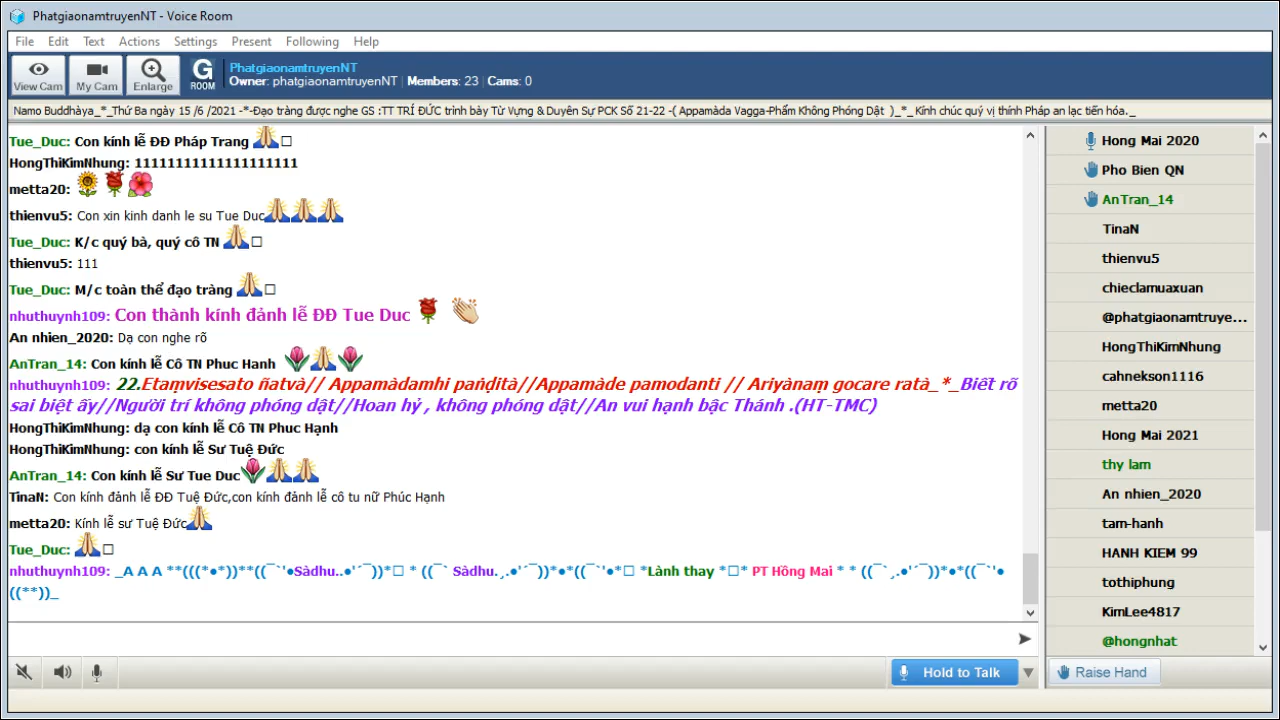 PhatgiaonamtruyenNT - Voice Room
File Edit Text Actions Settings Present Following Help
View Cam My Cam Enlarge G ROOM
PhatgiaonamtruyenNT
Owner: phatgiaonamtruyenNT Members: 23 Cams: 0
Namo Buddhàya_*_Thứ Ba ngày 15 /6 /2021 -*-Đạo tràng được nghe GS :TT TRÍ ĐỨC trình bày Từ Vựng & Duyên Sự PCK Số 21-22 -( Appamàda Vagga-Phẩm Không Phóng Dật )_*_ Kính chúc quý vị thính Pháp an lạc tiến hóa._
Tue_Duc: Con kính lễ ĐĐ Pháp Trang 🙏□
HongThiKimNhung: 11111111111111111111
metta20: 🌻🌹🌺
thienvu5: Con xin kinh danh le su Tue Duc🙏🙏🙏
Tue_Duc: K/c quý bà, quý cô TN 🙏□
thienvu5: 111
Tue_Duc: M/c toàn thể đạo tràng 🙏□
nhuthuynh109: Con thành kính đảnh lễ ĐĐ Tue Duc 🌹 👏
An nhien_2020: Dạ con nghe rõ
AnTran_14: Con kính lễ Cô TN Phuc Hanh 🌷🙏🌷
nhuthuynh109: 22.Etaṃvisesato ñatvà// Appamàdamhi paṇḍità//Appamàde pamodanti // Ariyànaṃ gocare ratà_*_Biết rõ
sai biệt ấy//Người trí không phóng dật//Hoan hỷ , không phóng dật//An vui hạnh bậc Thánh .(HT-TMC)
HongThiKimNhung: dạ con kính lễ Cô TN Phuc Hạnh
HongThiKimNhung: con kính lễ Sư Tuệ Đức
AnTran_14: Con kính lễ Sư Tue Duc🌷🙏🙏
TinaN: Con kính đảnh lễ ĐĐ Tuệ Đức,con kính đảnh lễ cô tu nữ Phúc Hạnh
metta20: Kính lễ sư Tuệ Đức🙏
Tue_Duc: 🙏□
nhuthuynh109: _A A A **(((*●*))**((¯`'●Sàdhu..●'´¯))*□ * ((¯` Sàdhu.¸.●'´¯))*●*((¯`'●*□ *Lành thay *□* PT Hồng Mai * * ((¯`¸.●'´¯))*●*((¯`'●
((**))_
Hold to Talk
Hong Mai 2020
Pho Bien QN
AnTran_14
TinaN
thienvu5
chieclamuaxuan
@phatgiaonamtruye...
HongThiKimNhung
cahnekson1116
metta20
Hong Mai 2021
thy lam
An nhien_2020
tam-hanh
HANH KIEM 99
tothiphung
KimLee4817
@hongnhat
Raise Hand